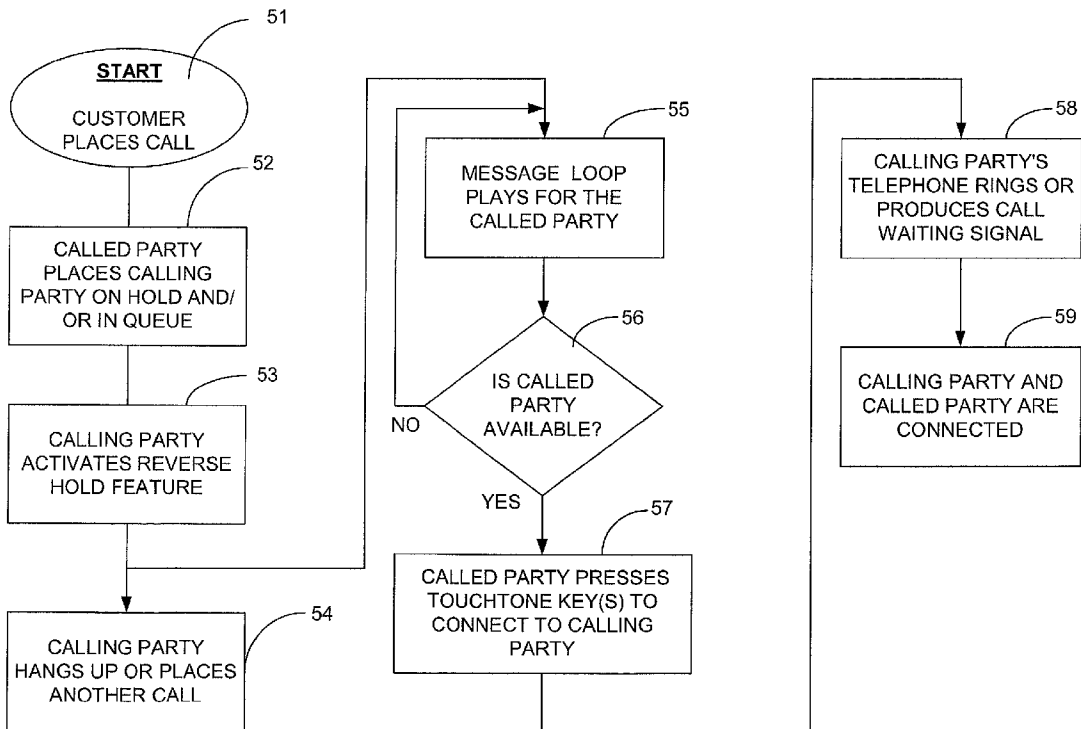 51
START
CUSTOMER
PLACES CALL
52
CALLED PARTY
PLACES CALLING
PARTY ON HOLD AND/
OR IN QUEUE
53
CALLING PARTY
ACTIVATES REVERSE
HOLD FEATURE
54
CALLING PARTY
HANGS UP OR PLACES
ANOTHER CALL
55
MESSAGE LOOP
PLAYS FOR THE
CALLED PARTY
56
IS CALLED
PARTY
AVAILABLE?
NO
YES
57
CALLED PARTY PRESSES
TOUCHTONE KEY(S) TO
CONNECT TO CALLING
PARTY
58
CALLING PARTY'S
TELEPHONE RINGS OR
PRODUCES CALL
WAITING SIGNAL
59
CALLING PARTY AND
CALLED PARTY ARE
CONNECTED